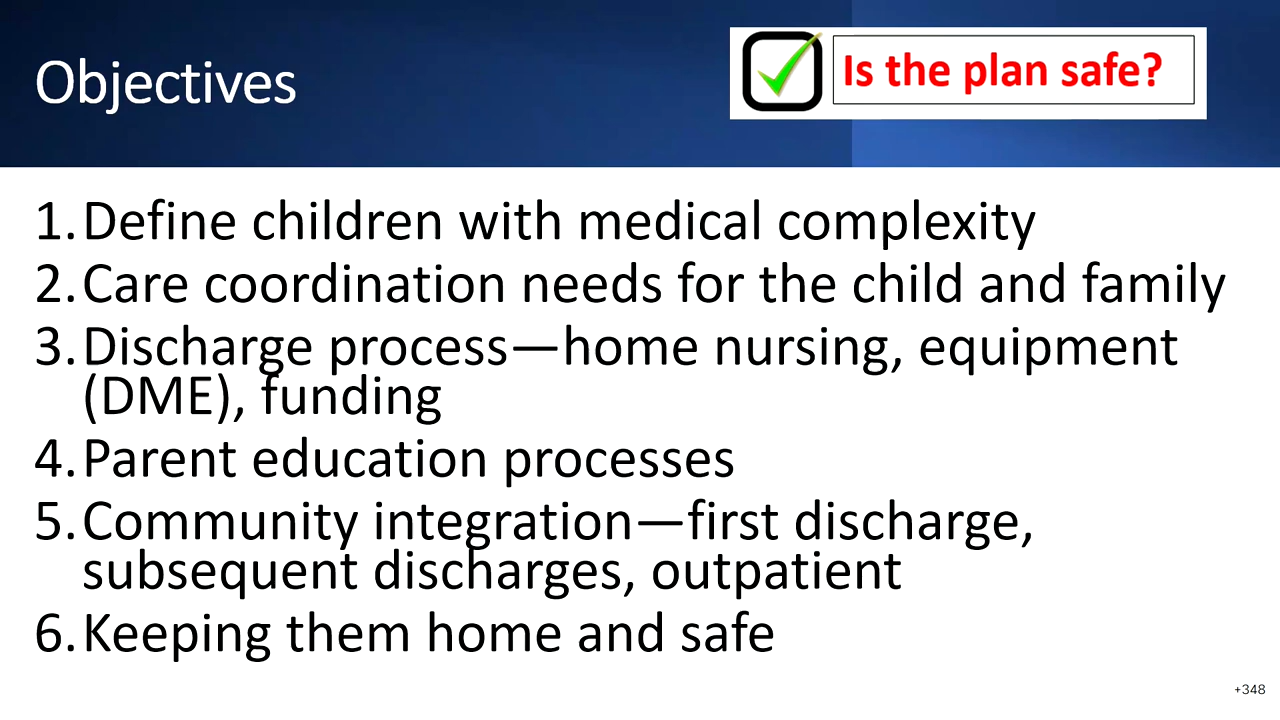 Objectives
Is the plan safe?
1. Define children with medical complexity
2. Care coordination needs for the child and family
3. Discharge process—home nursing, equipment
(DME), funding
4. Parent education processes
5. Community integration—first discharge,
subsequent discharges, outpatient
6. Keeping them home and safe
+348